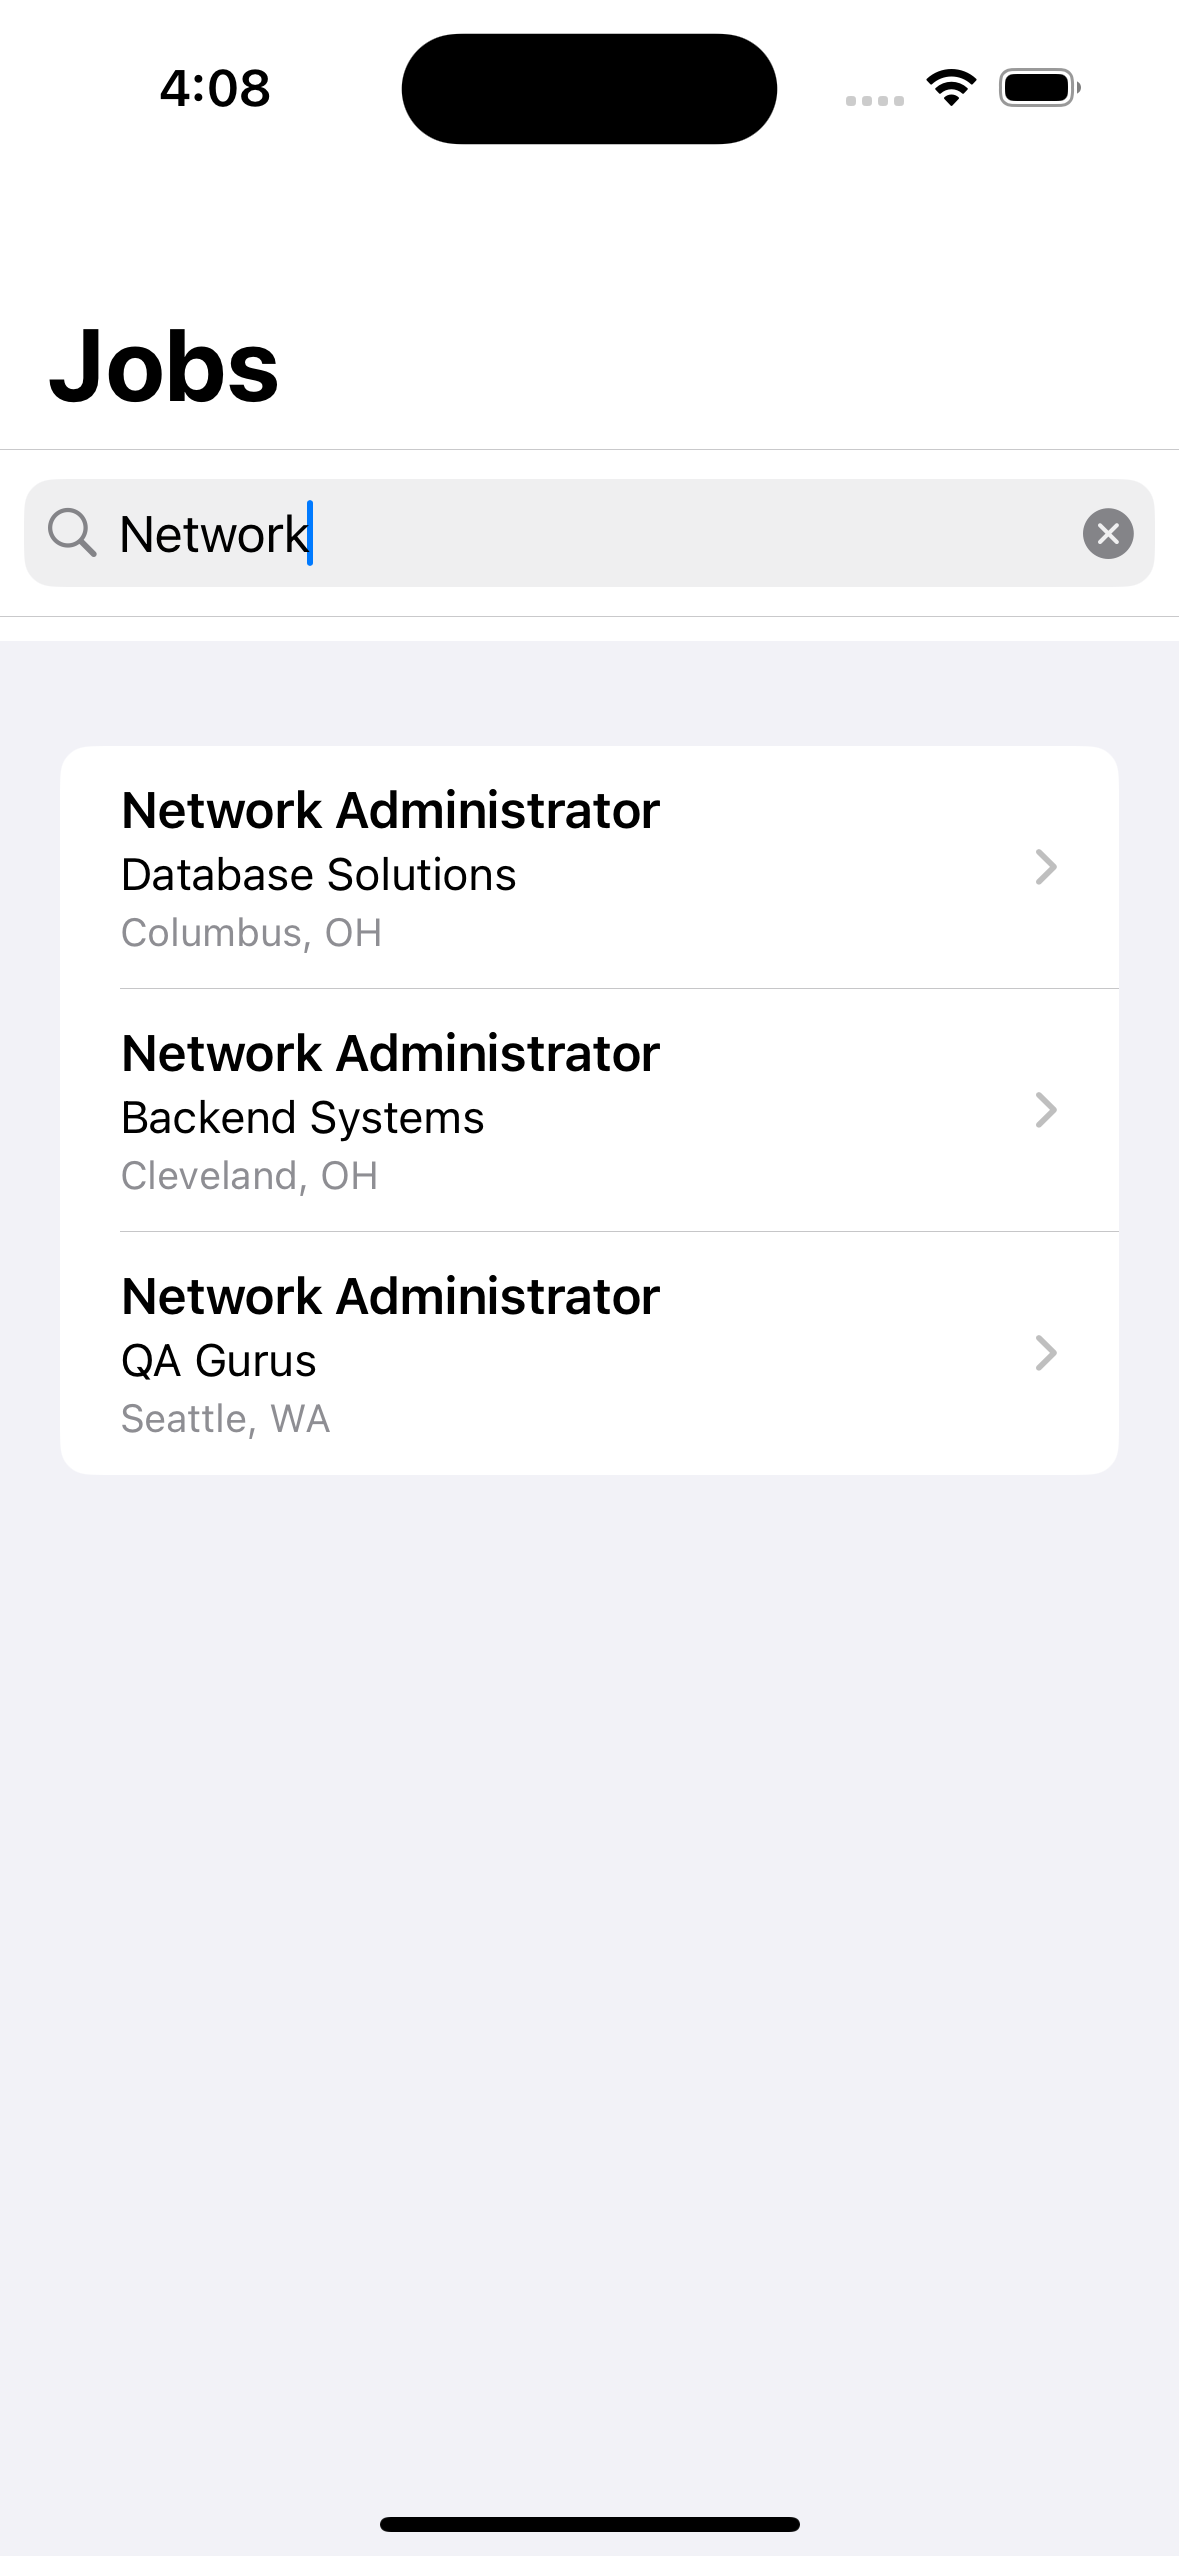 4:08
Jobs
Network
Network Administrator
Database Solutions
Columbus, OH
Network Administrator
Backend Systems
Cleveland, OH
Network Administrator
QA Gurus
Seattle, WA